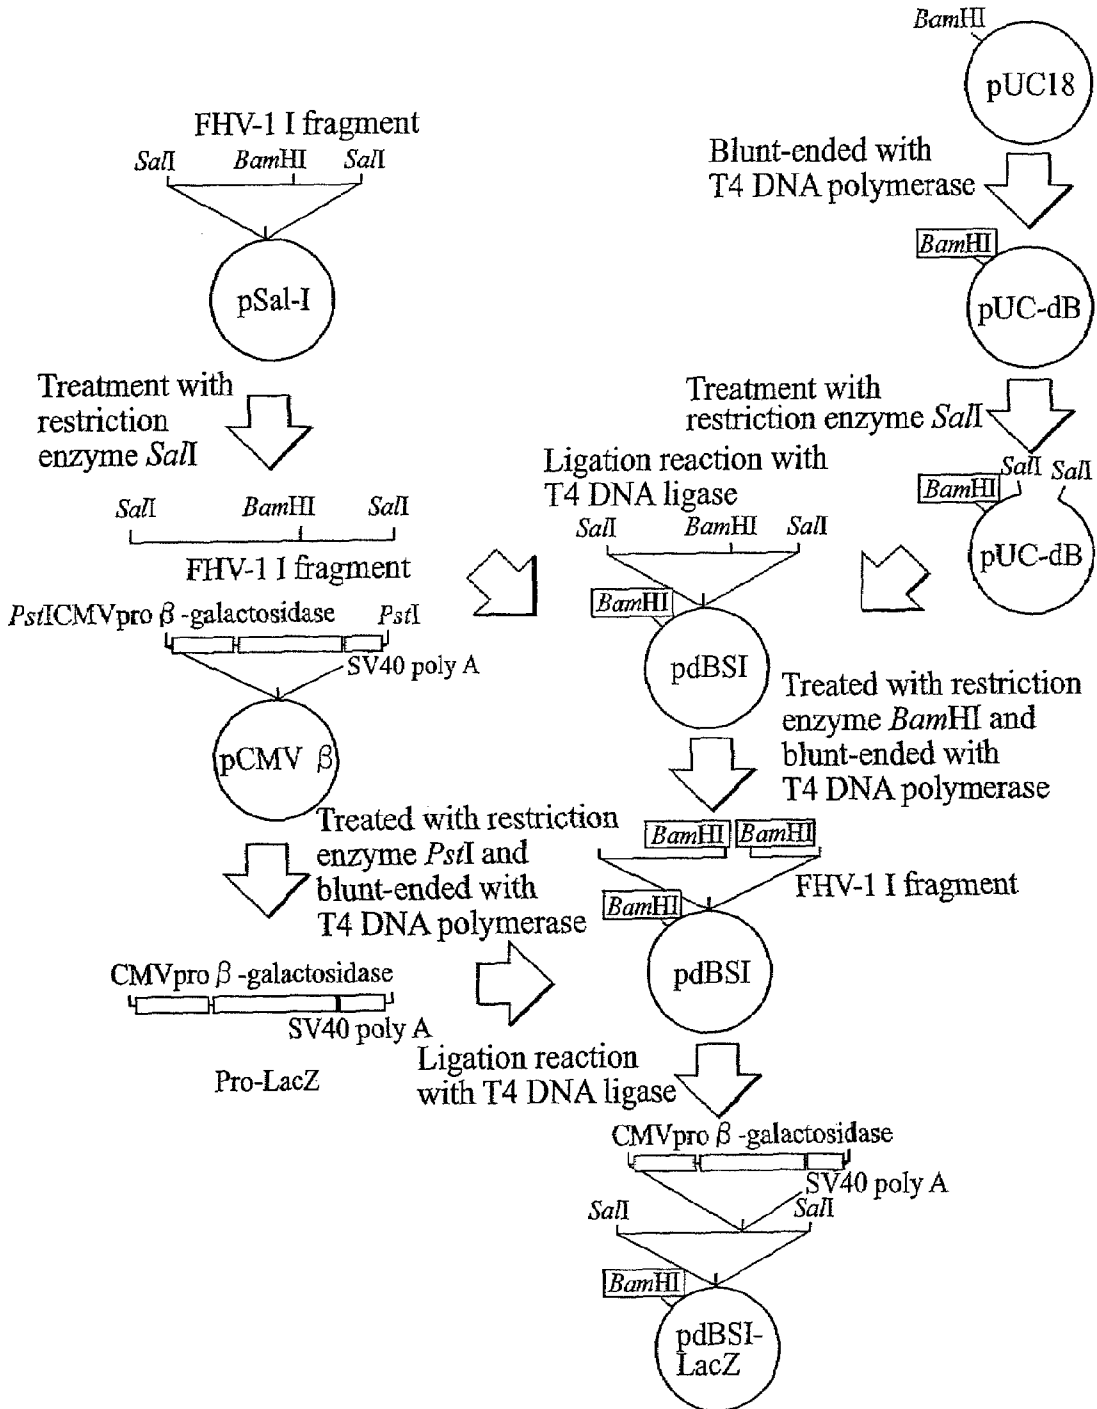 BamHI
pUC18
FHV-1 I fragment
SalI BamHI SalI
Blunt-ended with
T4 DNA polymerase
BamHI
pSal-I
pUC-dB
Treatment with
restriction
enzyme SalI
Treatment with
restriction enzyme SalI
Ligation reaction with
T4 DNA ligase
SalI SalI
BamHI
pUC-dB
SalI BamHI SalI
FHV-1 I fragment
SalI BamHI SalI
BamHI
pdBSI
PstICMVpro β-galactosidase PstI
SV40 poly A
pCMV β
Treated with restriction
enzyme BamHI and
blunt-ended with
T4 DNA polymerase
Treated with restriction
enzyme PstI and
blunt-ended with
T4 DNA polymerase
BamHI BamHI
FHV-1 I fragment
BamHI
pdBSI
CMVpro β-galactosidase
SV40 poly A
Pro-LacZ
Ligation reaction
with T4 DNA ligase
CMVpro β-galactosidase
SV40 poly A
SalI SalI
BamHI
pdBSI-
LacZ